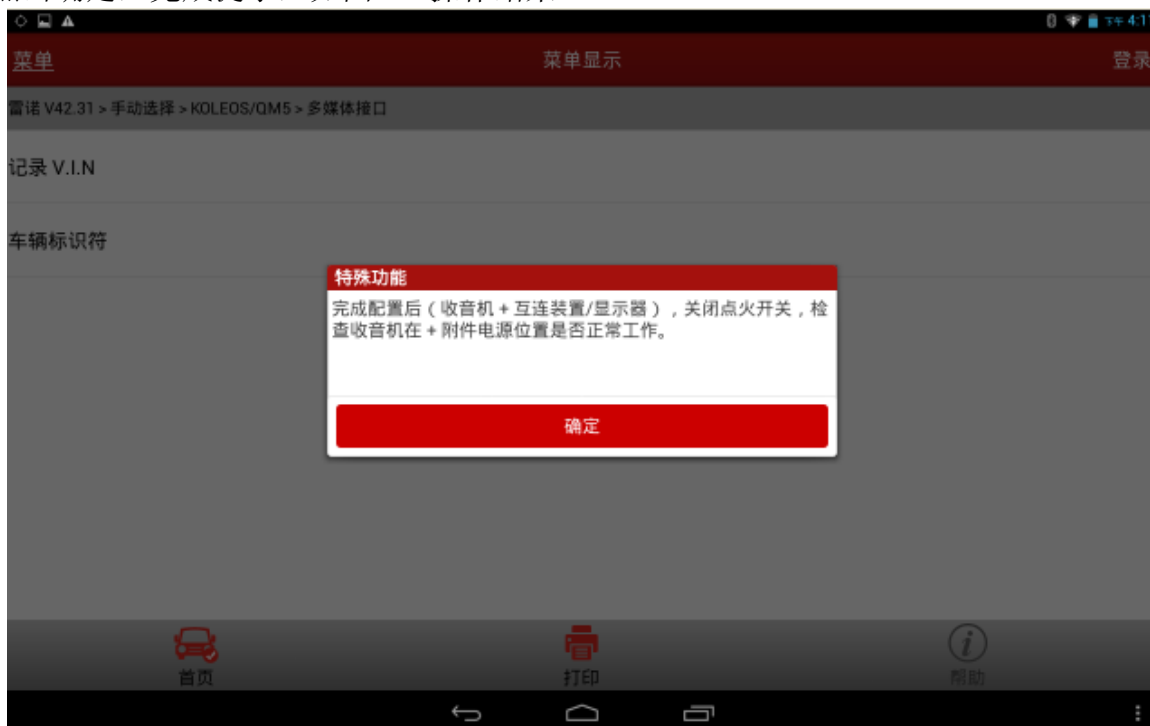 下午 4:1
菜单
菜单显示
登录
雷诺 V42.31 > 手动选择 > KOLEOS/QM5 > 多媒体接口
记录 V.I.N
车辆标识符
特殊功能
完成配置后（收音机 + 互连装置/显示器），关闭点火开关，检
查收音机在 + 附件电源位置是否正常工作。
确定
首页
打印
帮助